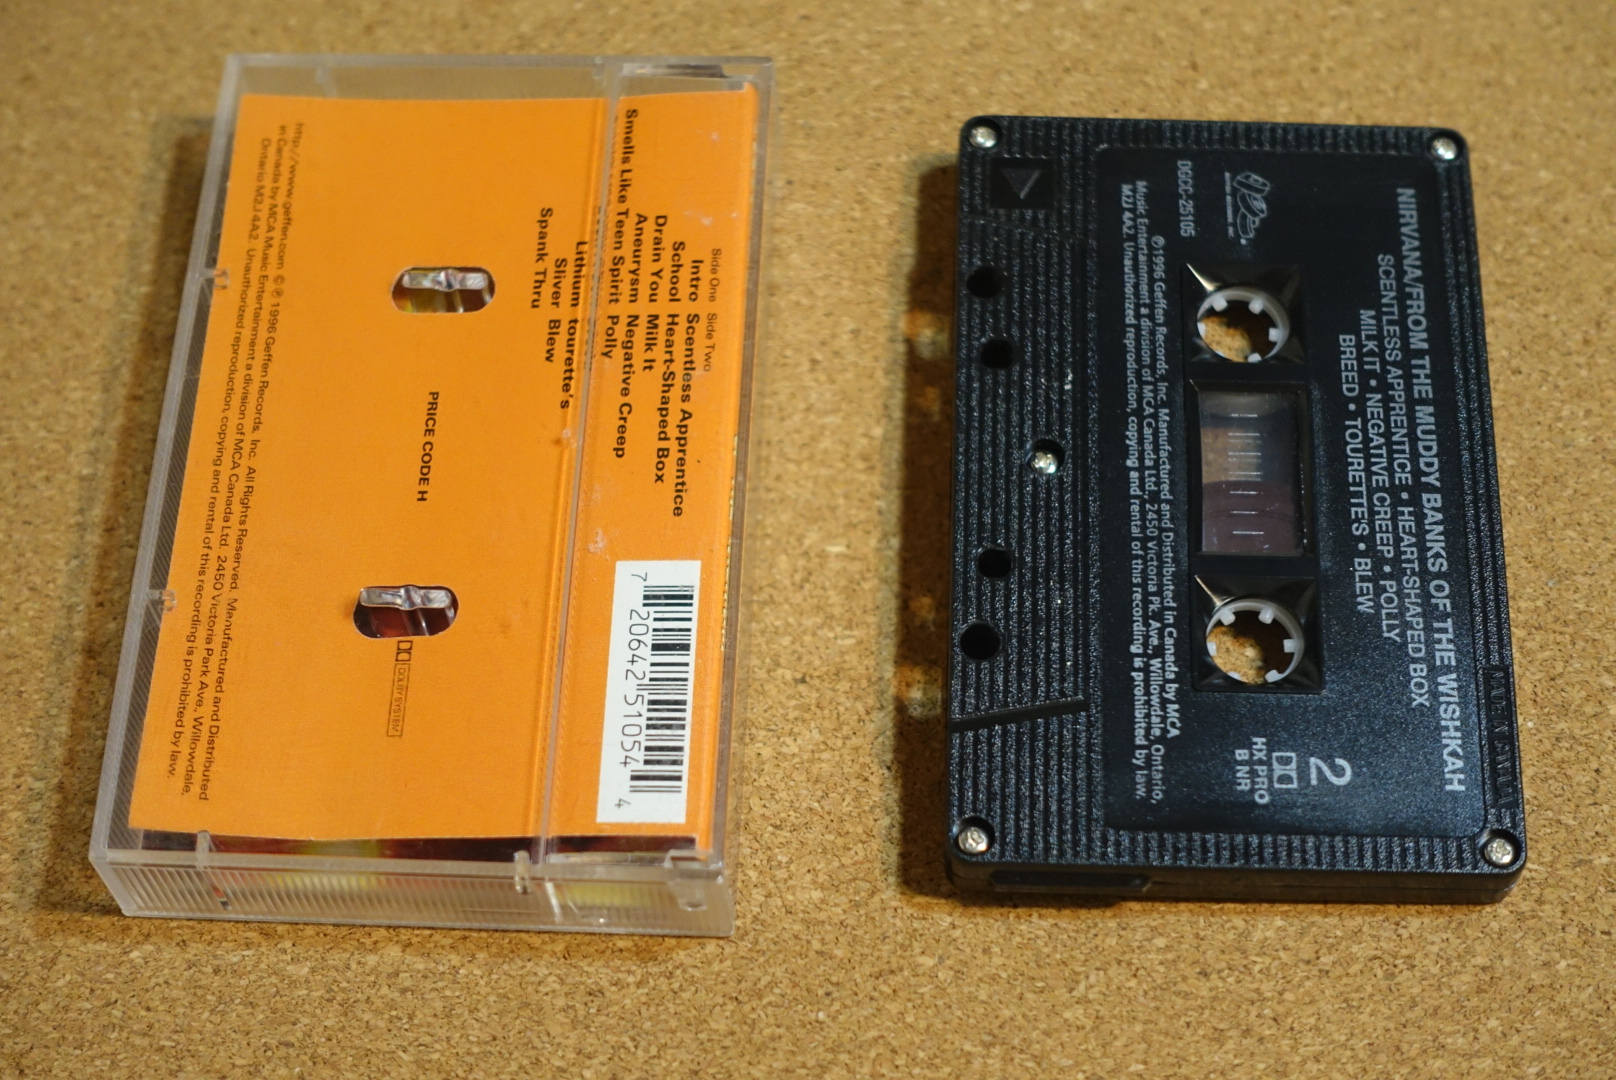 Side One Side Two
Intro Scentless Apprentice
School Heart-Shaped Box
Drain You Milk It
Aneurysm Negative Creep
Smells Like Teen Spirit Polly
Lithium tourette's
Sliver Blew
Spank Thru
7 20642 51054 4
PRICE CODE H
DOLBY SYSTEM
http://www.geffen.com © ℗ 1996 Geffen Records, Inc. All Rights Reserved. Manufactured and Distributed
in Canada by MCA Music Entertainment a division of MCA Canada Ltd. 2450 Victoria Park Ave., Willowdale,
Ontario M2J 4A2. Unauthorized reproduction, copying and rental of this recording is prohibited by law.
NIRVANA/FROM THE MUDDY BANKS OF THE WISHKAH
SCENTLESS APPRENTICE • HEART-SHAPED BOX
MILK IT • NEGATIVE CREEP • POLLY
BREED • TOURETTE'S • BLEW
2
HX PRO
B NR
DGCC-25105
℗ 1996 Geffen Records, Inc. Manufactured and Distributed in Canada by MCA
Music Entertainment a division of MCA Canada Ltd., 2450 Victoria Pk. Ave., Willowdale, Ontario,
M2J 4A2. Unauthorized reproduction, copying and rental of this recording is prohibited by law.
MADE IN CANADA